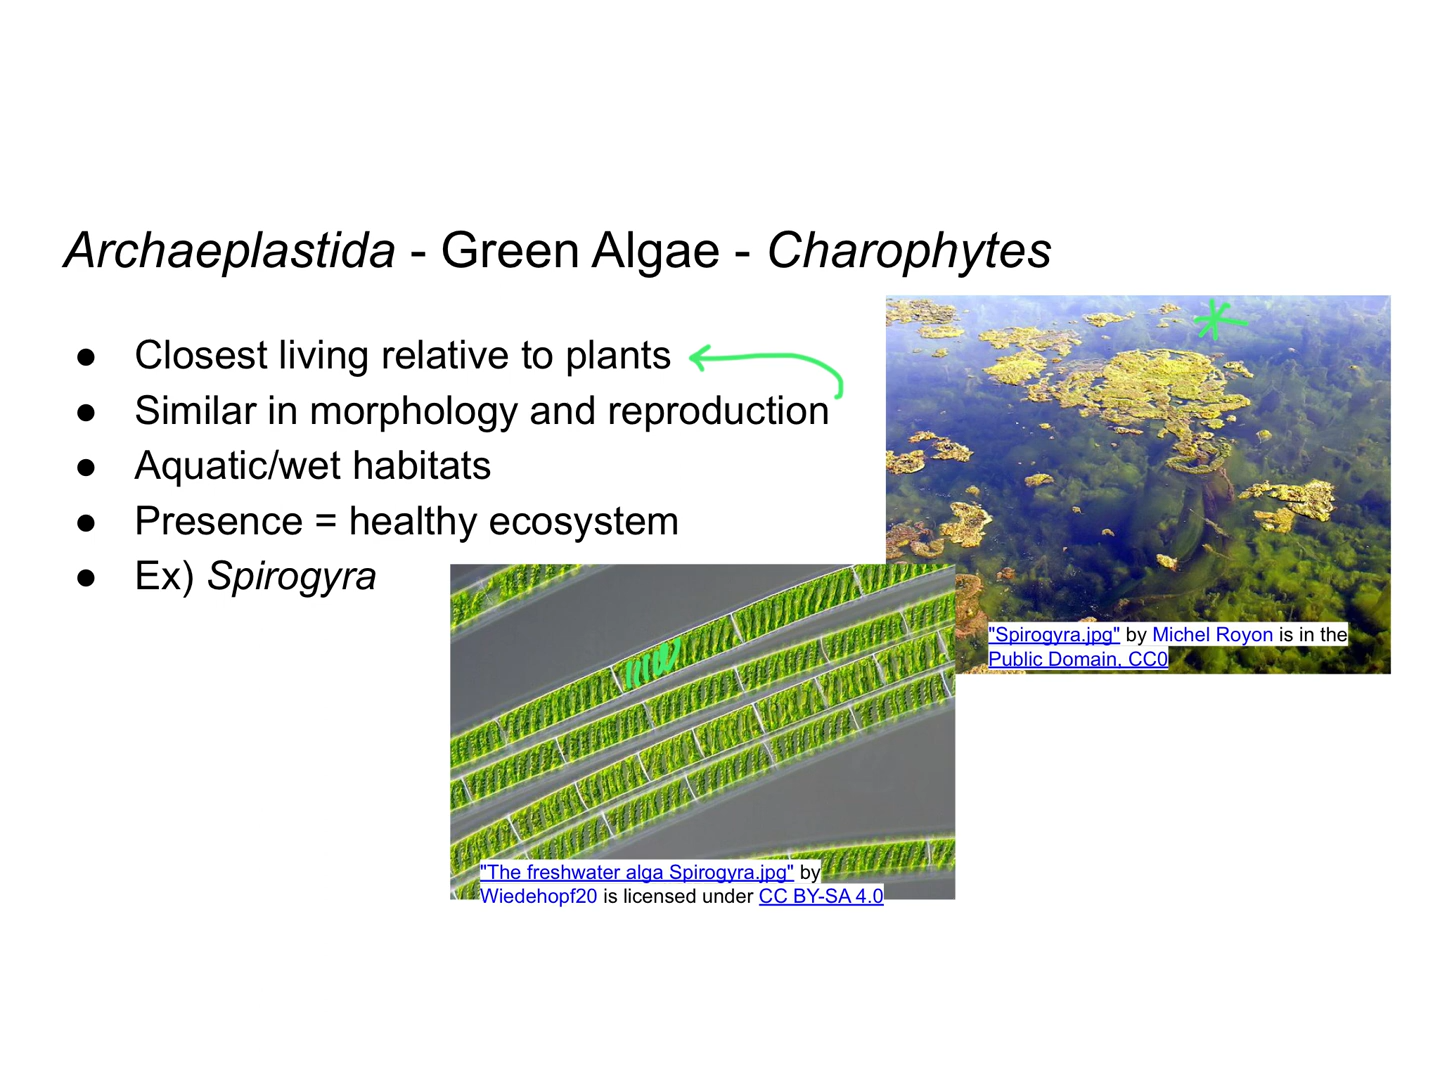 Archaeplastida - Green Algae - Charophytes
● Closest living relative to plants
● Similar in morphology and reproduction
● Aquatic/wet habitats
● Presence = healthy ecosystem
● Ex) Spirogyra
"Spirogyra.jpg" by Michel Royon is in the
Public Domain, CC0
"The freshwater alga Spirogyra.jpg" by
Wiedehopf20 is licensed under CC BY-SA 4.0